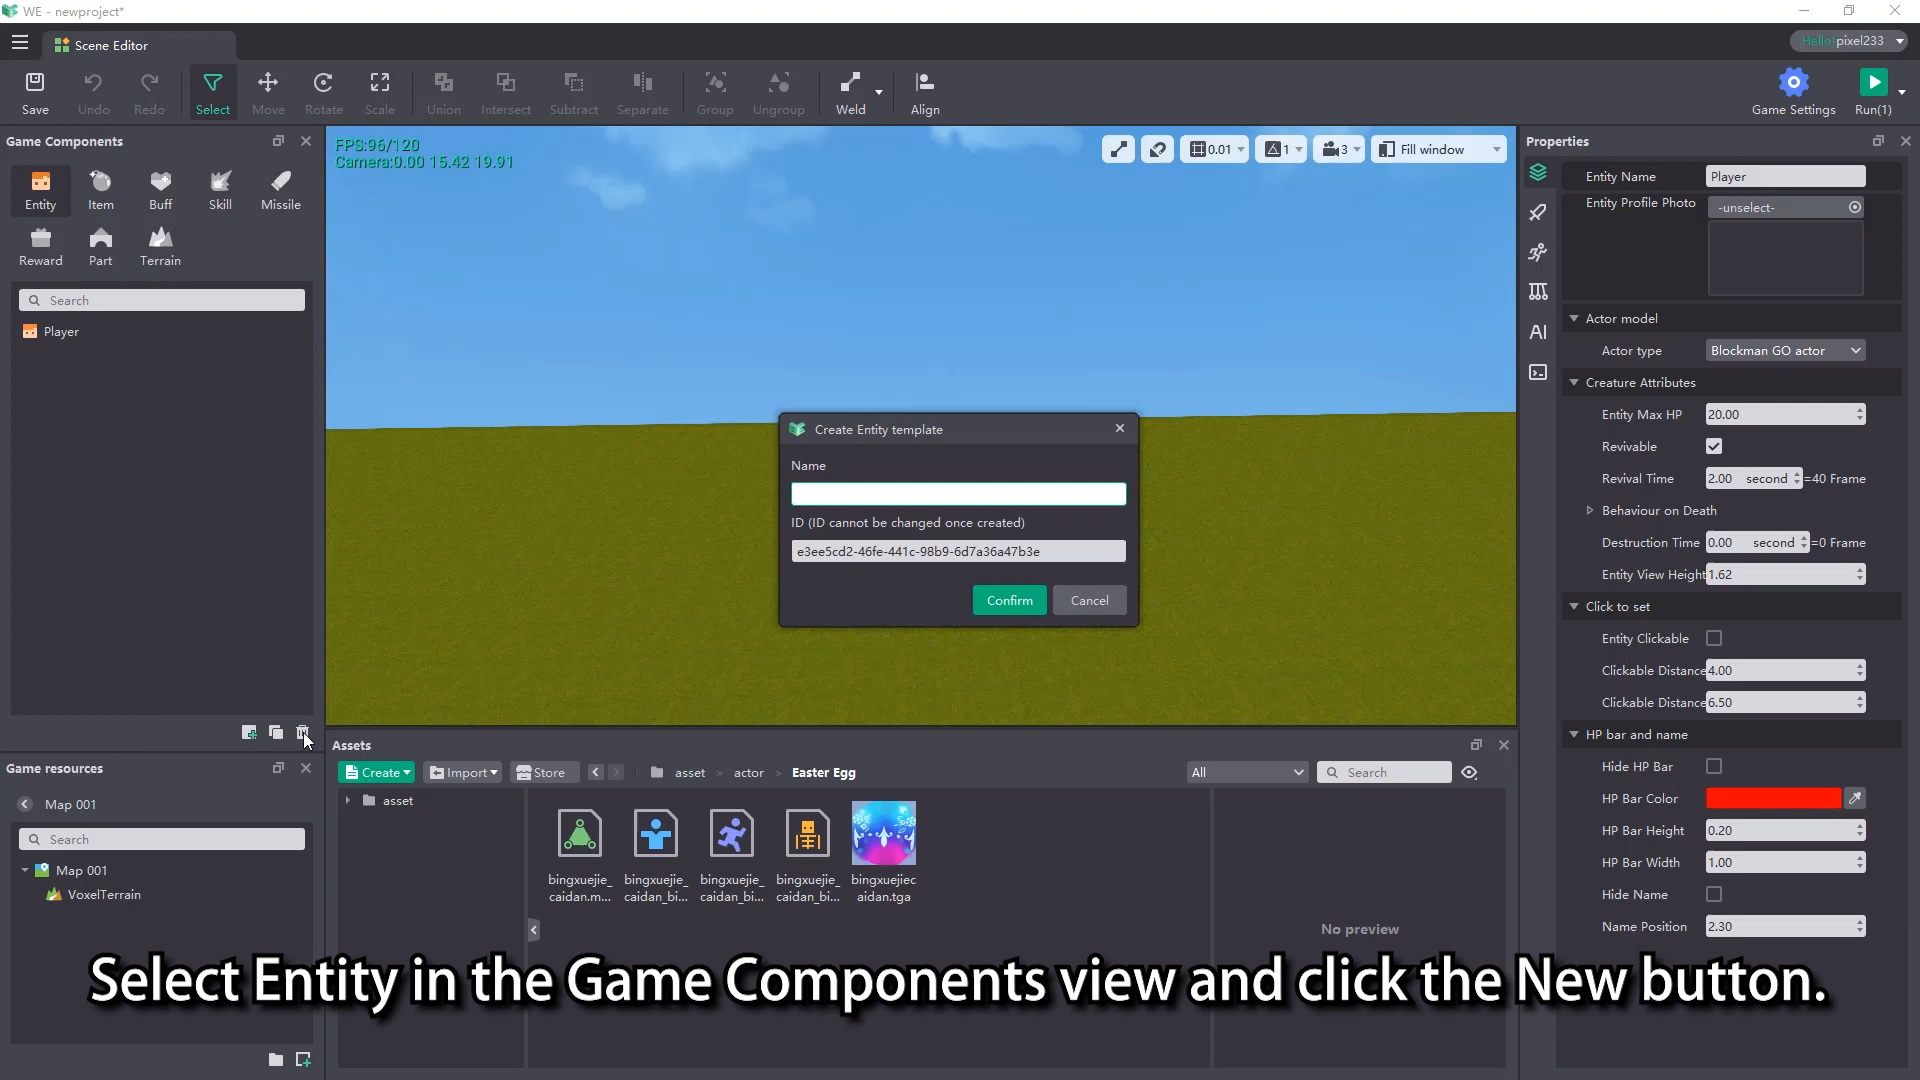 WE - newproject*
Scene Editor
Hello! pixel233
Save
Undo
Redo
Select
Move
Rotate
Scale
Union
Intersect
Subtract
Separate
Group
Ungroup
Weld
Align
Game Settings
Run(1)
Game Components
Entity
Item
Buff
Skill
Missile
Reward
Part
Terrain
Search
Player
FPS:96/120
Camera:0.00 15.42 19.91
0.01
1
3
Fill window
Create Entity template
Name
ID (ID cannot be changed once created)
e3ee5cd2-46fe-441c-98b9-6d7a36a47b3e
Confirm
Cancel
Game resources
Map 001
Search
Map 001
VoxelTerrain
Assets
Create
Import
Store
asset > actor > Easter Egg
All
Search
asset
bingxuejie_
caidan.m...
bingxuejie_
caidan_bi...
bingxuejie_
caidan_bi...
bingxuejie_
caidan_bi...
bingxuejiec
aidan.tga
No preview
Properties
Entity Name
Player
Entity Profile Photo
-unselect-
AI
Actor model
Actor type
Blockman GO actor
Creature Attributes
Entity Max HP
20.00
Revivable
Revival Time
2.00 second =40 Frame
Behaviour on Death
Destruction Time
0.00 second =0 Frame
Entity View Height
1.62
Click to set
Entity Clickable
Clickable Distance
4.00
Clickable Distance
6.50
HP bar and name
Hide HP Bar
HP Bar Color
HP Bar Height
0.20
HP Bar Width
1.00
Hide Name
Name Position
2.30
Select Entity in the Game Components view and click the New button.